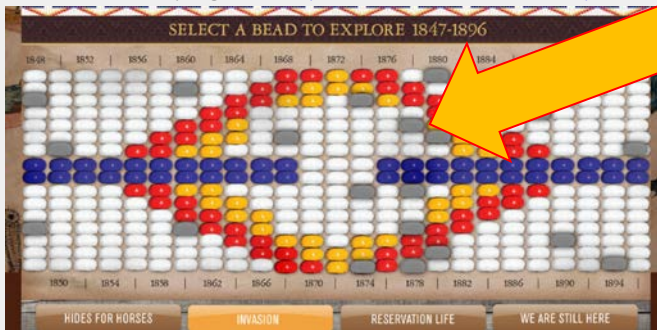 SELECT A BEAD TO EXPLORE 1847-1896
1848 | 1852 | 1856 | 1860 | 1864 | 1868 | 1872 | 1876 | 1880 | 1884 |
| 1850 | 1854 | 1858 | 1862 | 1866 | 1870 | 1874 | 1878 | 1882 | 1886 | 1890 | 1894 |
HIDES FOR HORSES
INVASION
RESERVATION LIFE
WE ARE STILL HERE